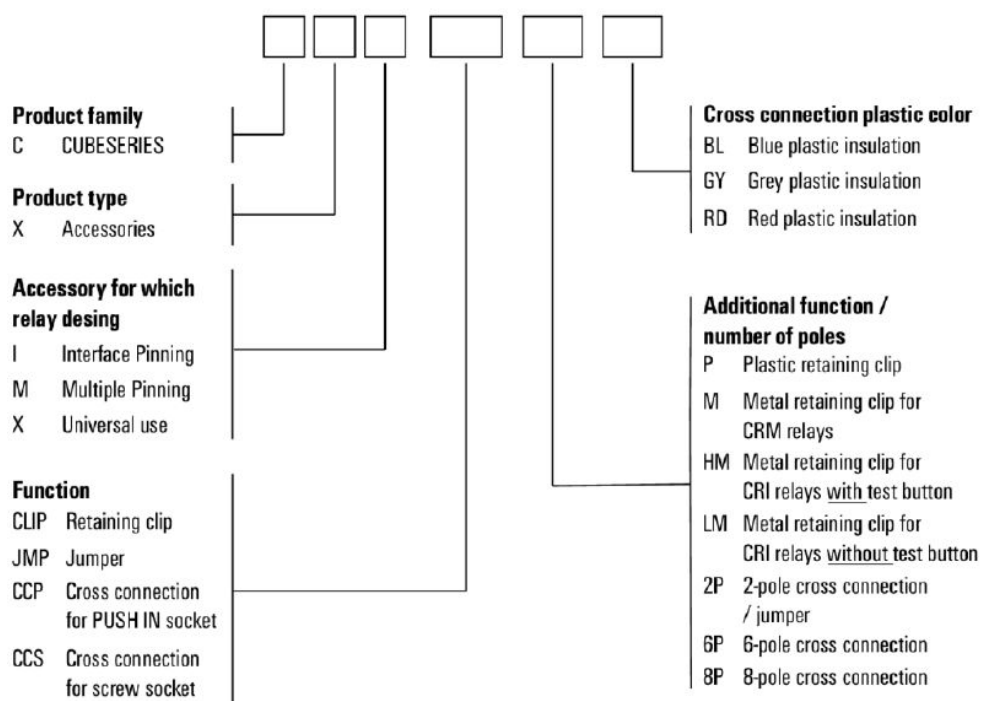 Product family
C CUBESERIES
Product type
X Accessories
Accessory for which
relay desing
I Interface Pinning
M Multiple Pinning
X Universal use
Function
CLIP Retaining clip
JMP Jumper
CCP Cross connection
for PUSH IN socket
CCS Cross connection
for screw socket
Cross connection plastic color
BL Blue plastic insulation
GY Grey plastic insulation
RD Red plastic insulation
Additional function /
number of poles
P Plastic retaining clip
M Metal retaining clip for
CRM relays
HM Metal retaining clip for
CRI relays with test button
LM Metal retaining clip for
CRI relays without test button
2P 2-pole cross connection
/ jumper
6P 6-pole cross connection
8P 8-pole cross connection